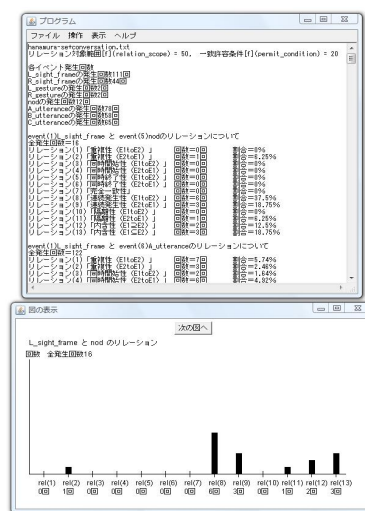 プログラム
ファイル 操作 表示 ヘルプ
hanamura-setconversation.txt
リレーション対象範囲[f](relation_scope) = 50, 一致許容条件[f](permit_condition) = 20
各イベント発生回数
L_sight_frameの発生回数111回
R_sight_frameの発生回数44回
L_gestureの発生回数2回
R_gestureの発生回数2回
nodの発生回数12回
A_utteranceの発生回数78回
B_utteranceの発生回数58回
C_utteranceの発生回数65回
event(1)L_sight_frame と event(5)nodのリレーションについて
全発生回数=16
リレーション(1)「重複性 (E1toE2)」 回数=0回 割合=0%
リレーション(2)「重複性 (E2toE1)」 回数=1回 割合=6.25%
リレーション(3)「同時開始性 (E1toE2)」 回数=0回 割合=0%
リレーション(4)「同時開始性 (E2toE1)」 回数=0回 割合=0%
リレーション(5)「同時終了性 (E1toE2)」 回数=0回 割合=0%
リレーション(6)「同時終了性 (E2toE1)」 回数=0回 割合=0%
リレーション(7)「完全一致性」 回数=0回 割合=0%
リレーション(8)「連続発生性 (E1toE2)」 回数=6回 割合=37.5%
リレーション(9)「連続発生性 (E2toE1)」 回数=3回 割合=18.75%
リレーション(10)「隔離性 (E1toE2)」 回数=0回 割合=0%
リレーション(11)「隔離性 (E2toE1)」 回数=1回 割合=6.25%
リレーション(12)「内含性 (E1⊇E2)」 回数=2回 割合=12.5%
リレーション(13)「内含性 (E1⊆E2)」 回数=3回 割合=18.75%
event(1)L_sight_frame と event(6)A_utteranceのリレーションについて
全発生回数=122
リレーション(1)「重複性 (E1toE2)」 回数=7回 割合=5.74%
リレーション(2)「重複性 (E2toE1)」 回数=3回 割合=2.46%
リレーション(3)「同時開始性 (E1toE2)」 回数=2回 割合=1.64%
リレーション(4)「同時開始性 (E2toE1)」 回数=6回 割合=4.92%
図の表示
次の図へ
L_sight_frame と nod のリレーション
回数 全発生回数16
rel(1) rel(2) rel(3) rel(4) rel(5) rel(6) rel(7) rel(8) rel(9) rel(10) rel(11) rel(12) rel(13)
0回 1回 0回 0回 0回 0回 0回 6回 3回 0回 1回 2回 3回